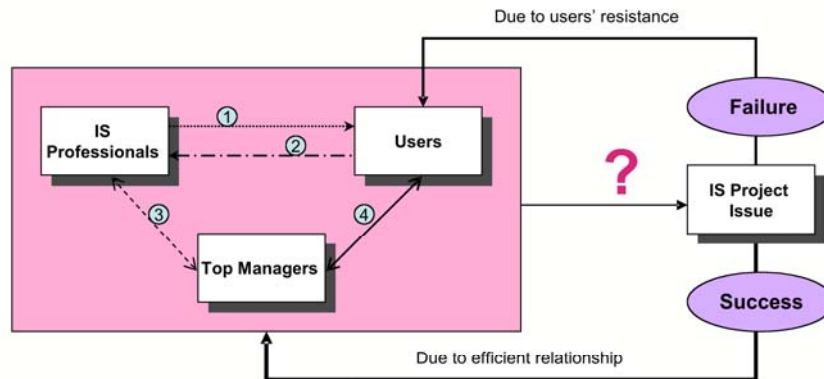 Due to users' resistance
Failure
IS
Professionals
1
Users
2
?
IS Project
Issue
3
4
Top Managers
Success
Due to efficient relationship